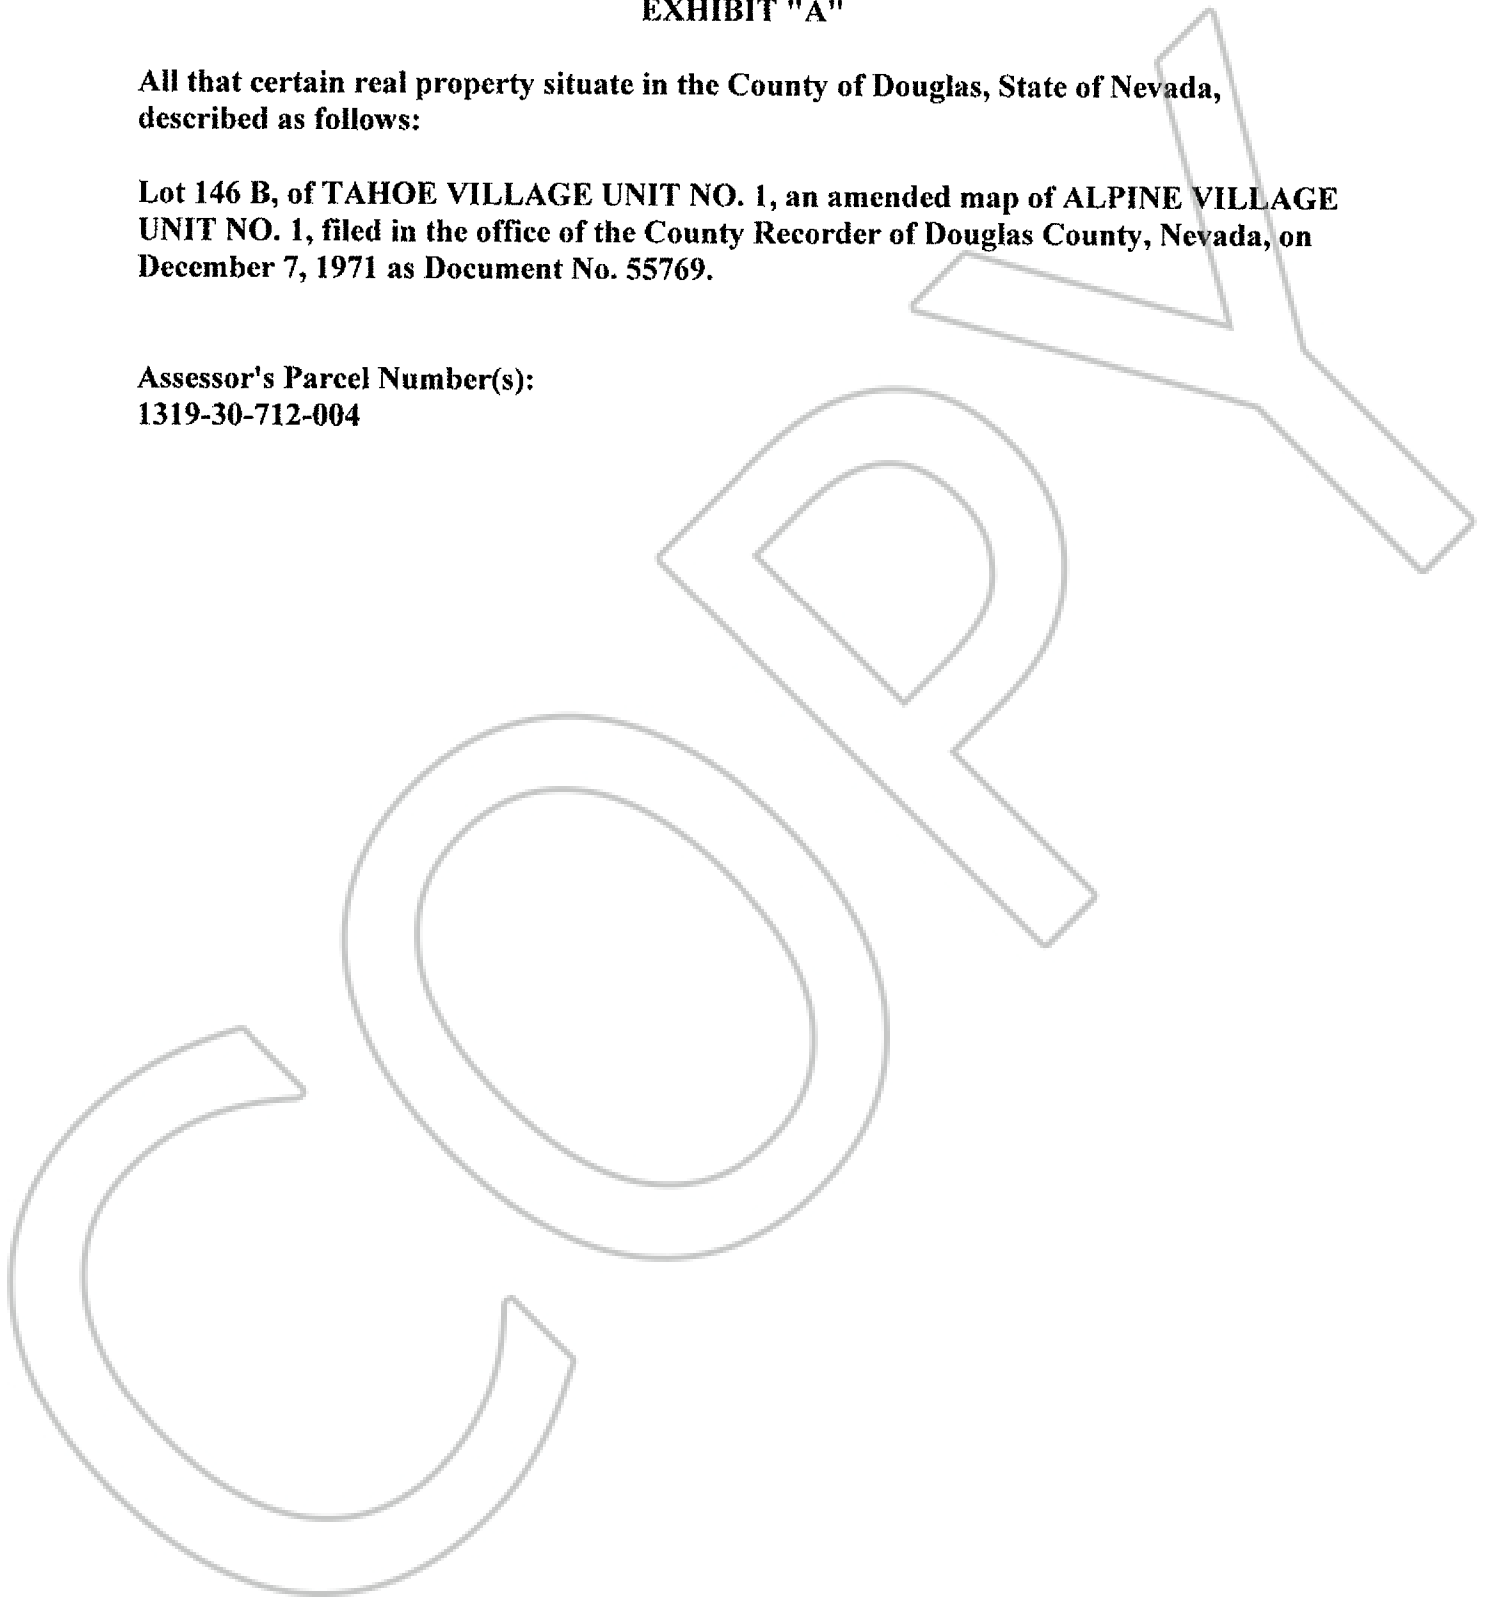 EXHIBIT "A"
All that certain real property situate in the County of Douglas, State of Nevada,
described as follows:
Lot 146 B, of TAHOE VILLAGE UNIT NO. 1, an amended map of ALPINE VILLAGE
UNIT NO. 1, filed in the office of the County Recorder of Douglas County, Nevada, on
December 7, 1971 as Document No. 55769.
Assessor's Parcel Number(s):
1319-30-712-004
COPY